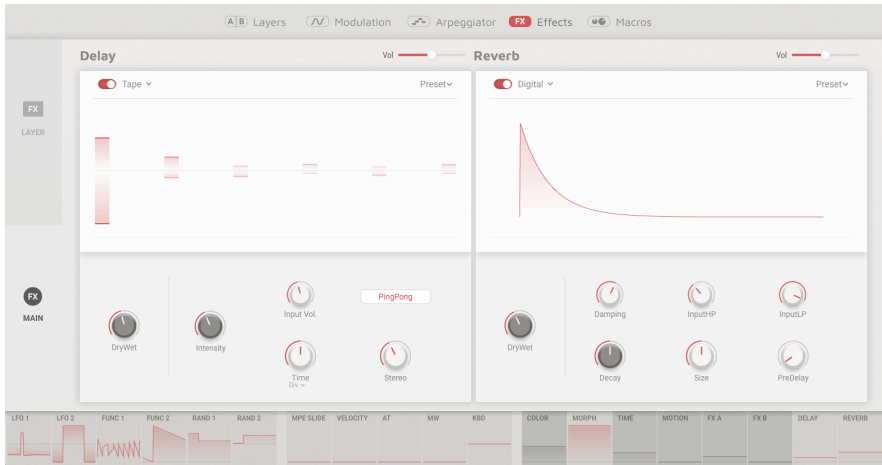 A B Layers Modulation Arpeggiator FX Effects Macros
Delay Vol Reverb Vol
Tape Preset Digital Preset
FX
LAYER
FX
MAIN
PingPong
Input Vol. Damping InputHP InputLP
DryWet Intensity DryWet
Time Stereo Decay Size PreDelay
Div
LFO 1 LFO 2 FUNC 1 FUNC 2 RAND 1 RAND 2 MPE SLIDE VELOCITY AT MW KBD COLOR MORPH TIME MOTION FX A FX B DELAY REVERB